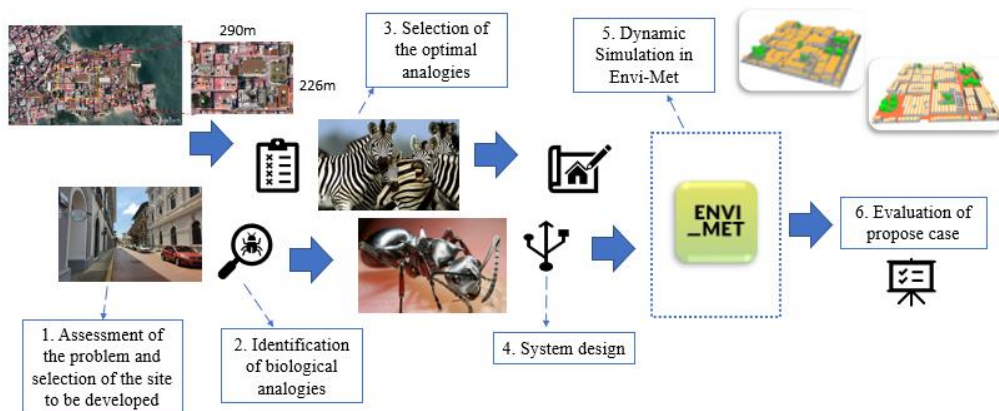 290m
226m
3. Selection of
the optimal
analogies
5. Dynamic
Simulation in
Envi-Met
ENVI
_MET
6. Evaluation of
propose case
1. Assessment of
the problem and
selection of the site
to be developed
2. Identification
of biological
analogies
4. System design